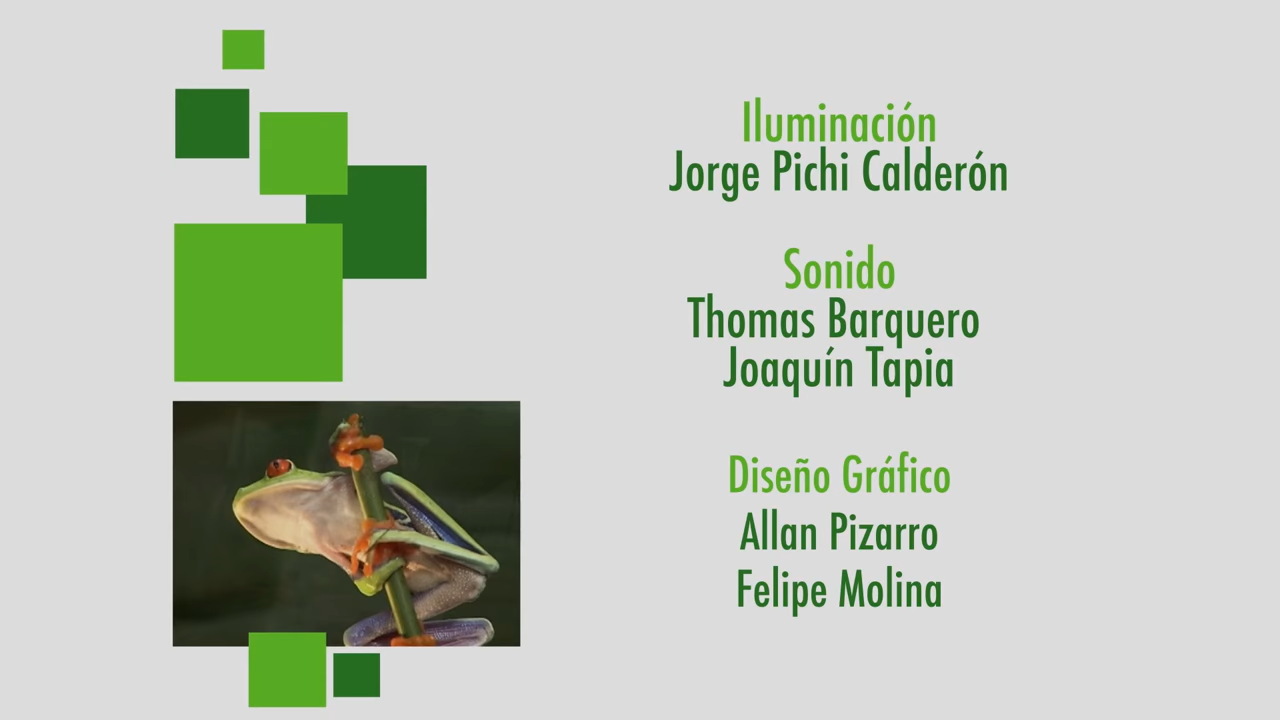 Iluminación
Jorge Pichi Calderón
Sonido
Thomas Barquero
Joaquín Tapia
Diseño Gráfico
Allan Pizarro
Felipe Molina